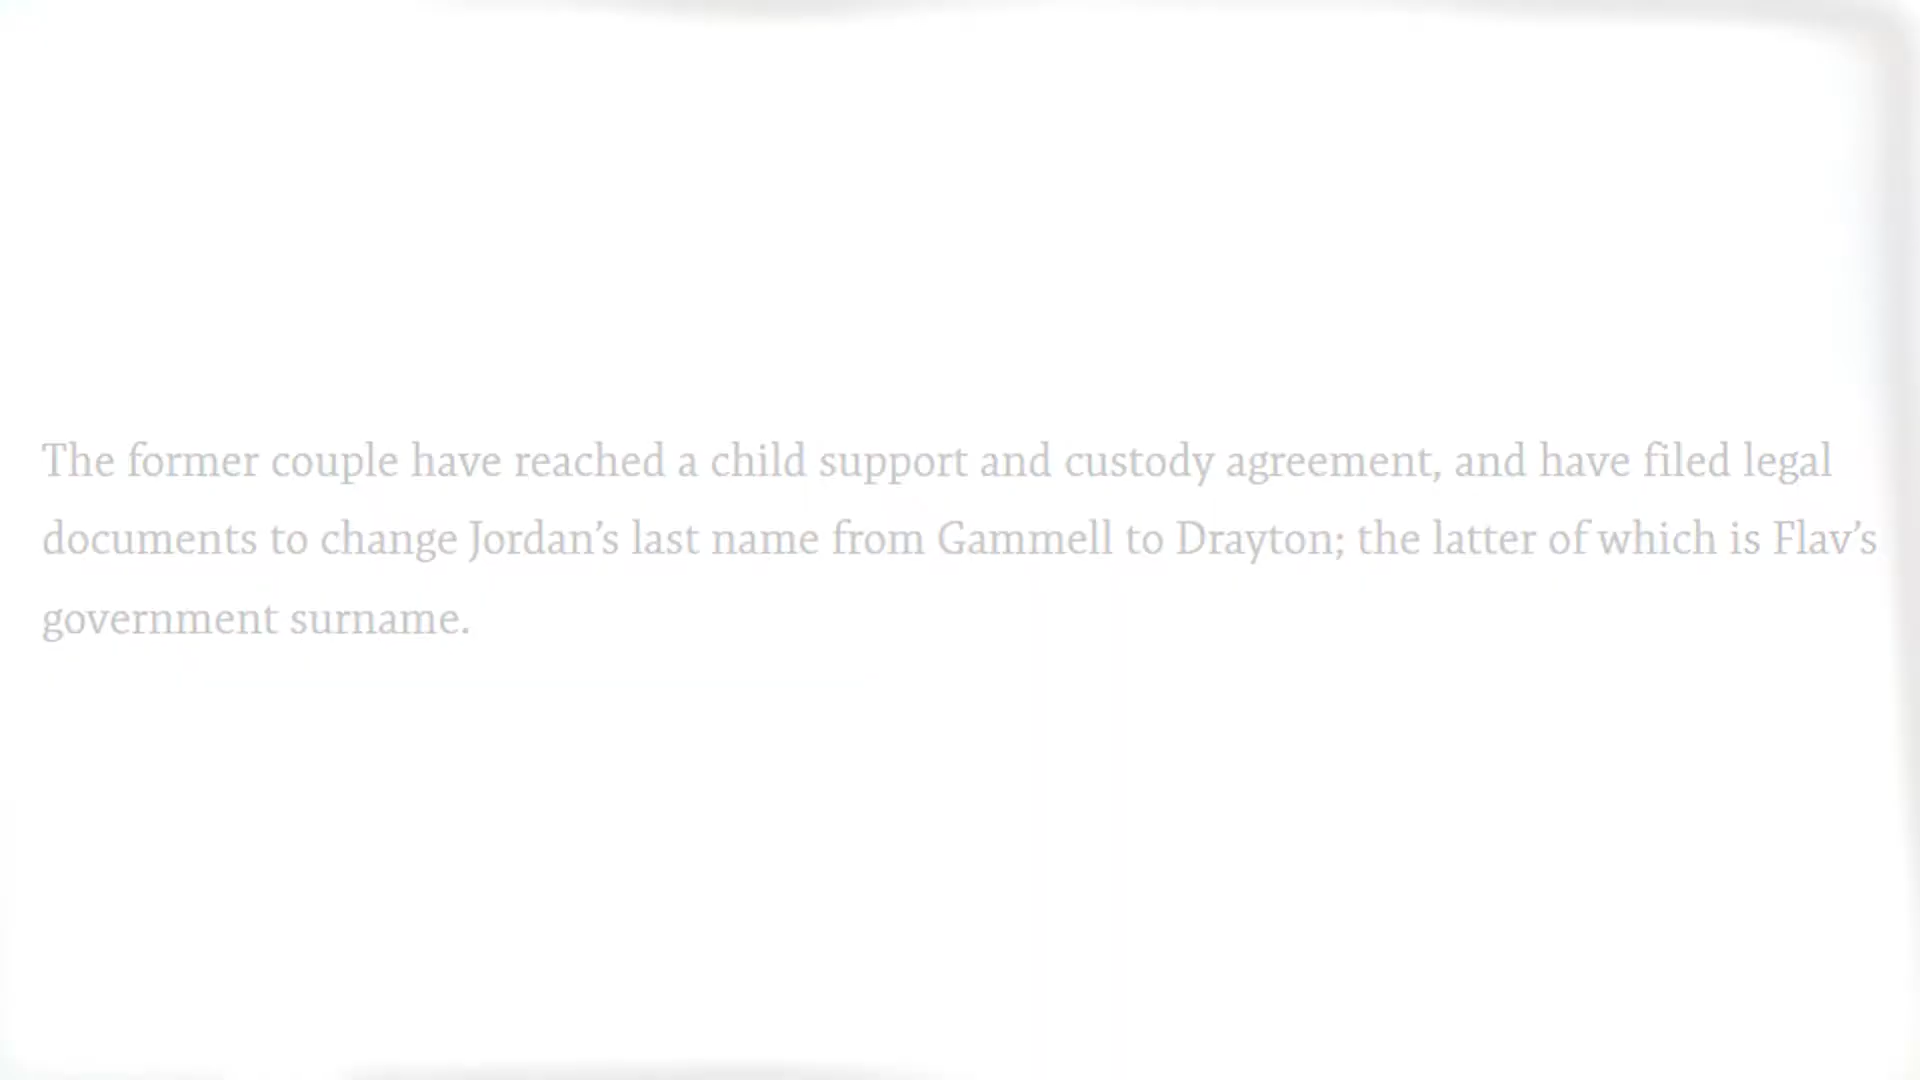 The former couple have reached a child support and custody agreement, and have filed legal
documents to change Jordan’s last name from Gammell to Drayton; the latter of which is Flav’s
government surname.